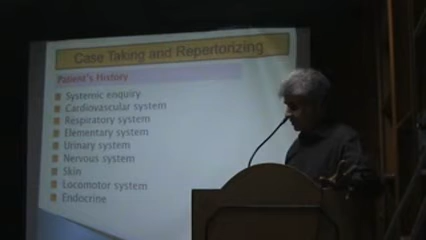 Case Taking and Repertorizing
Patient's History
Systemic enquiry
Cardiovascular system
Respiratory system
Elementary system
Urinary system
Nervous system
Skin
Locomotor system
Endocrine